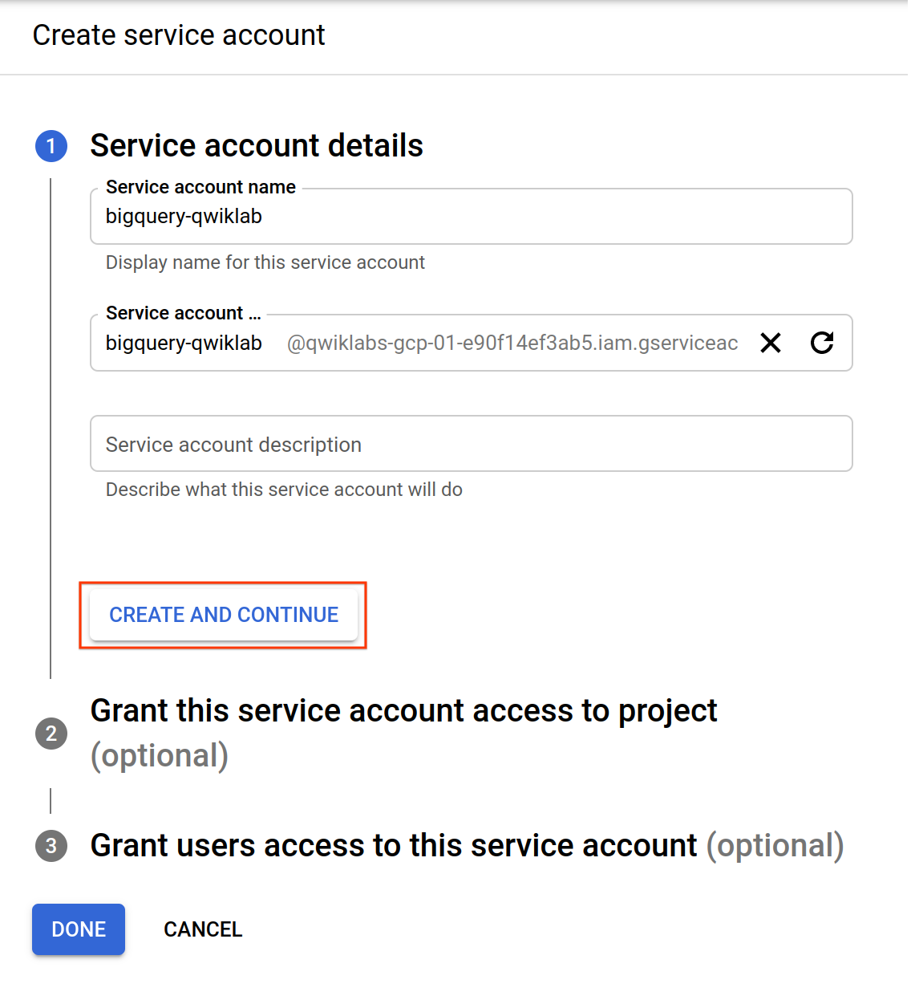 Create service account
1 Service account details
Service account name
bigquery-qwiklab
Display name for this service account
Service account ...
bigquery-qwiklab @qwiklabs-gcp-01-e90f14ef3ab5.iam.gserviceac
Service account description
Describe what this service account will do
CREATE AND CONTINUE
2 Grant this service account access to project
(optional)
3 Grant users access to this service account (optional)
DONE CANCEL